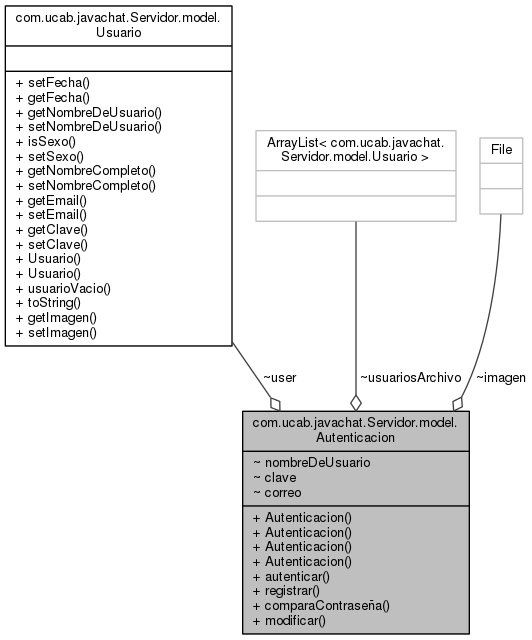 com.ucab.javachat.Servidor.model.
Usuario
+ setFecha()
+ getFecha()
+ getNombreDeUsuario()
+ setNombreDeUsuario()
+ isSexo()
+ setSexo()
+ getNombreCompleto()
+ setNombreCompleto()
+ getEmail()
+ setEmail()
+ getClave()
+ setClave()
+ Usuario()
+ Usuario()
+ usuarioVacio()
+ toString()
+ getImagen()
+ setImagen()
ArrayList< com.ucab.javachat.
Servidor.model.Usuario >
File
~user
~usuariosArchivo
~imagen
com.ucab.javachat.Servidor.model.
Autenticacion
~ nombreDeUsuario
~ clave
~ correo
+ Autenticacion()
+ Autenticacion()
+ Autenticacion()
+ Autenticacion()
+ autenticar()
+ registrar()
+ comparaContraseña()
+ modificar()